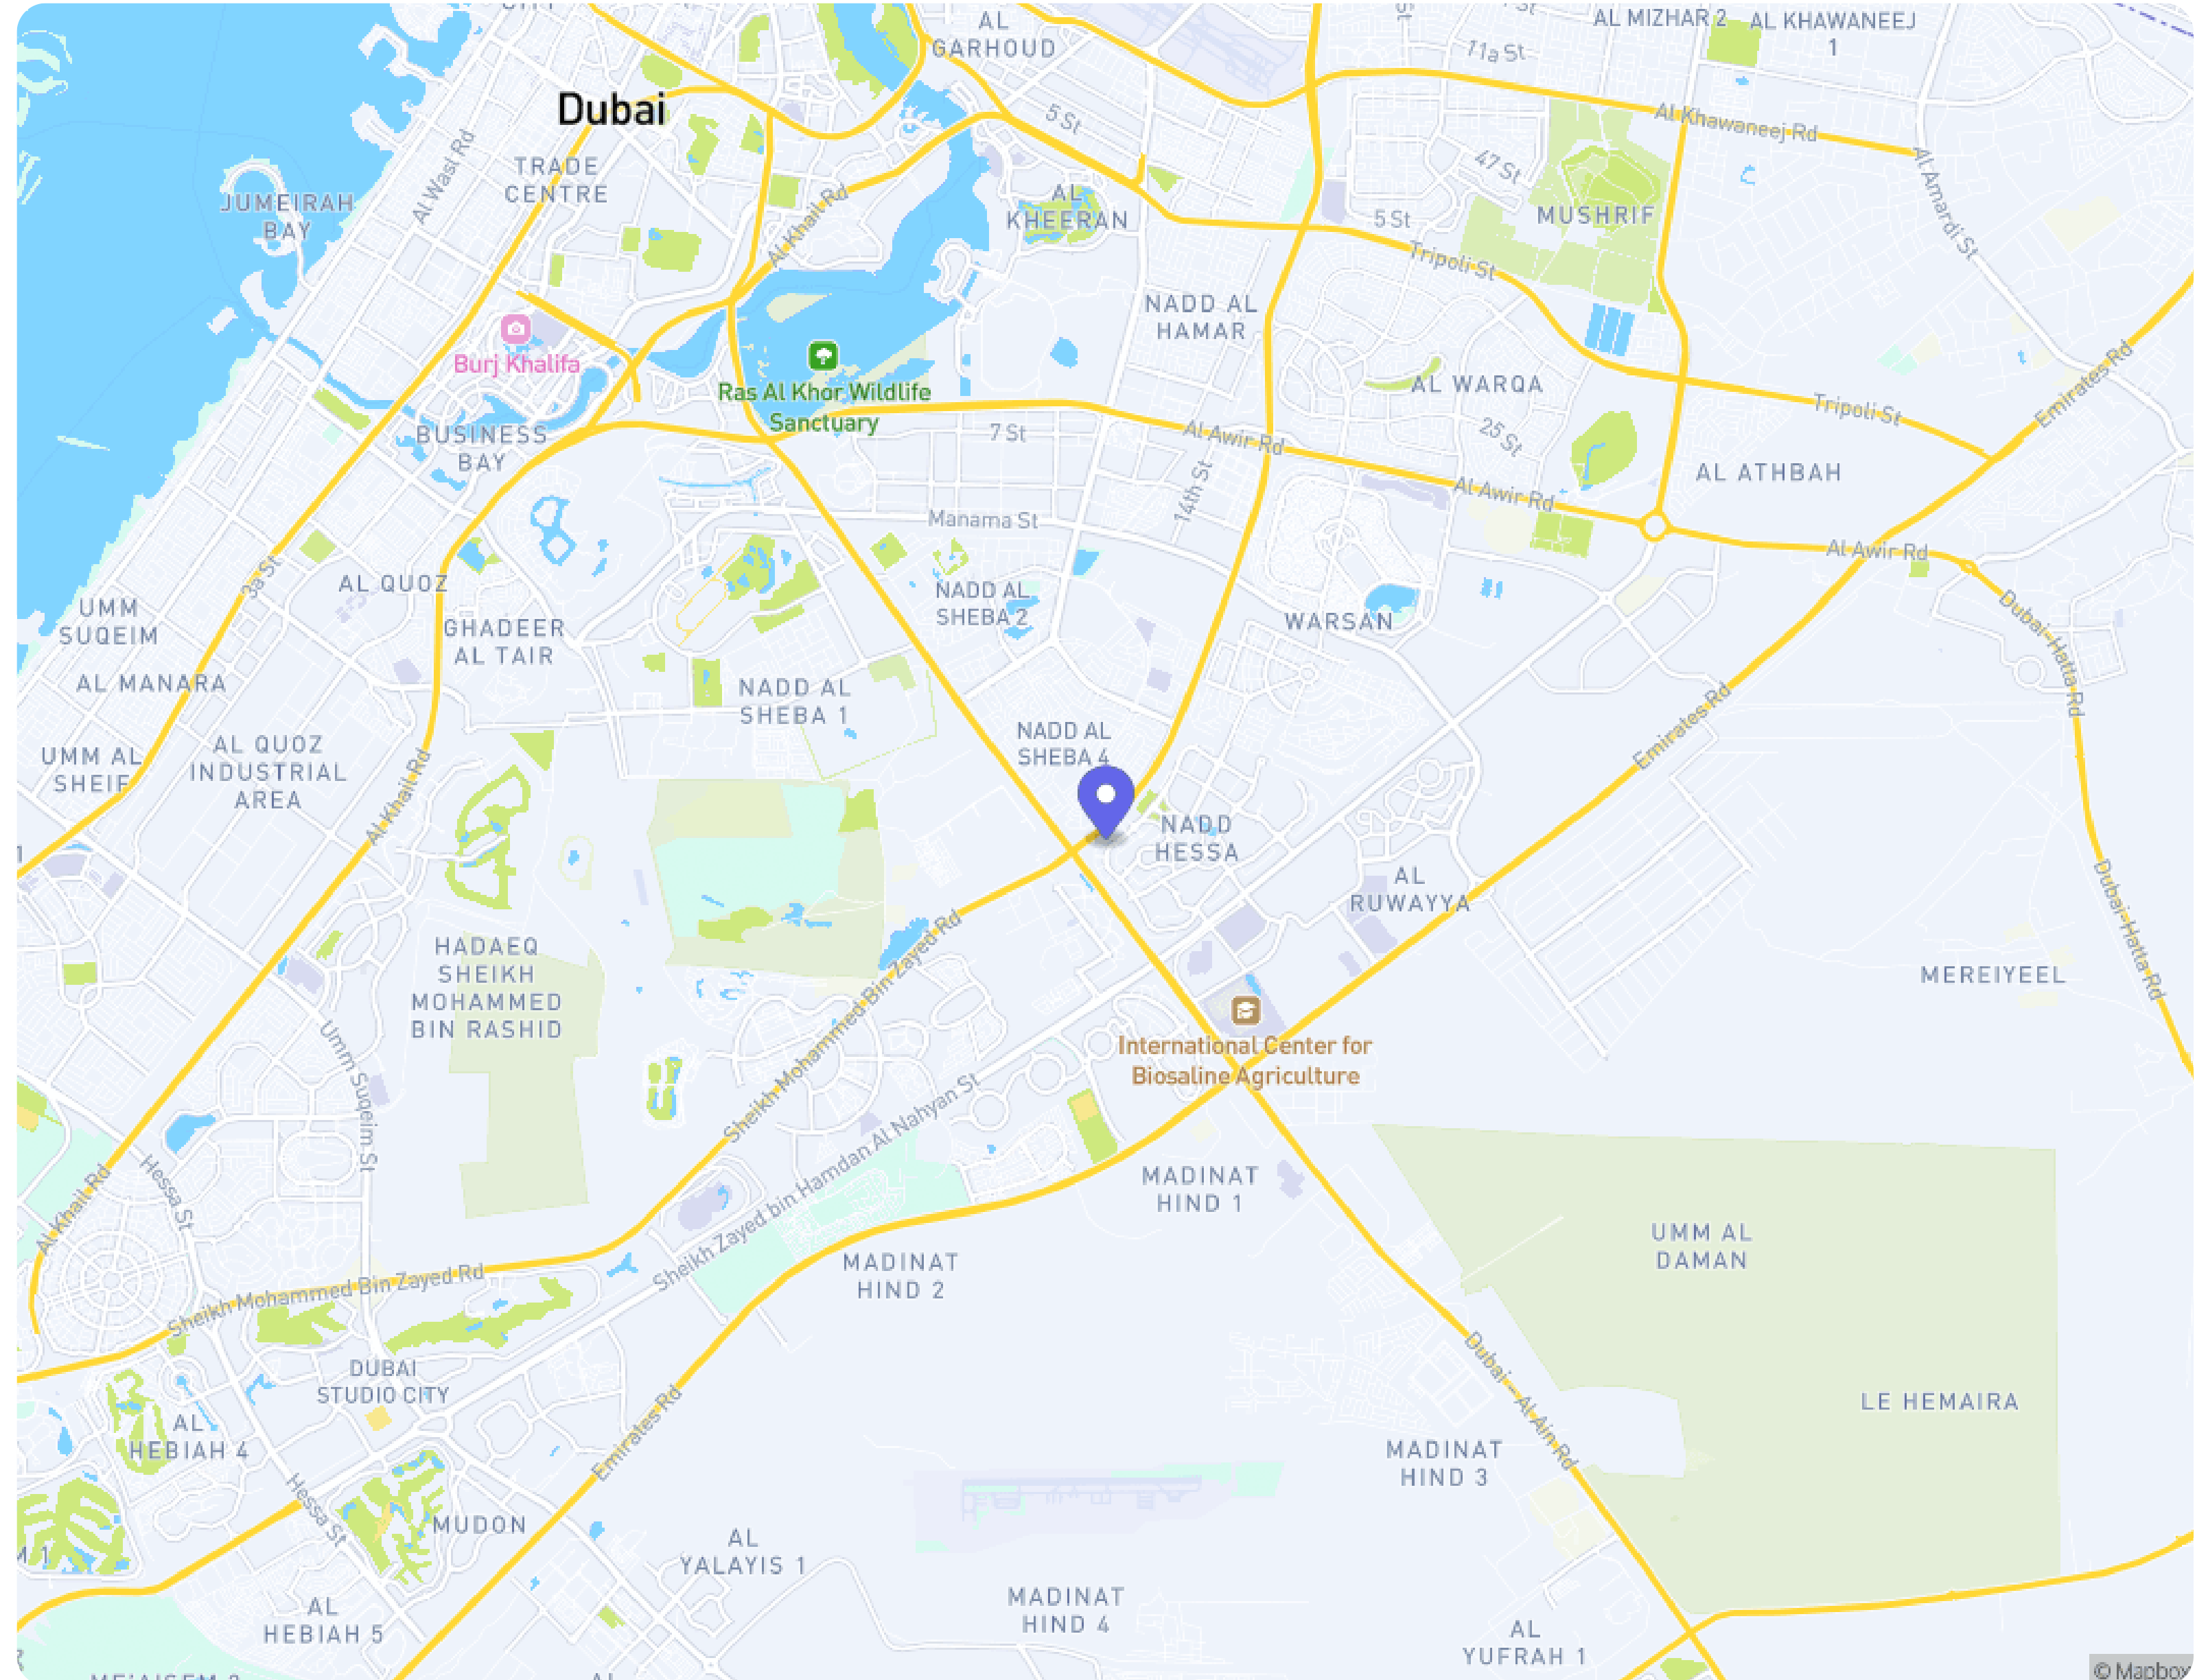 AL MIZHAR 2
AL KHAWANEEJ
1
AL
GARHOUD
11a St
Dubai
5 St
Al Khawaneej Rd
Al Wasl Rd
TRADE
CENTRE
47 St
Al Amardi St
JUMEIRAH
BAY
Al Khail Rd
AL
KHEERAN
5 St
MUSHRIF
Tripoli St
NADD AL
HAMAR
Burj Khalifa
Ras Al Khor Wildlife
Sanctuary
AL WARQA
Emirates Rd
Tripoli St
BUSINESS
BAY
7 St
Al Awir Rd
25 St
AL ATHBAH
14th St
Al Awir Rd
Manama St
Al Awir Rd
3a St
AL QUOZ
NADD AL
SHEBA 2
UMM
SUQEIM
GHADEER
AL TAIR
WARSAN
Dubai-Hatta Rd
AL MANARA
NADD AL
SHEBA 1
Emirates Rd
UMM AL
SHEIF
AL QUOZ
INDUSTRIAL
AREA
NADD AL
SHEBA 4
Al Khail Rd
NADD
HESSA
AL
RUWAYYA
Dubai-Hatta Rd
HADAEQ
SHEIKH
MOHAMMED
BIN RASHID
Sheikh Mohammed Bin Zayed Rd
MEREIYEEL
International Center for
Biosaline Agriculture
Umm Suqeim St
Sheikh Zayed bin Hamdan Al Nahyan St
Hessa St
Al Khail Rd
MADINAT
HIND 1
UMM AL
DAMAN
MADINAT
HIND 2
Sheikh Mohammed Bin Zayed Rd
DUBAI
STUDIO CITY
Dubai - Al Ain Rd
LE HEMAIRA
AL
HEBIAH 4
Emirates Rd
MADINAT
HIND 3
Hessa St
MUDON
AL
YALAYIS 1
M 1
MADINAT
HIND 4
AL
HEBIAH 5
AL
YUFRAH 1
AL
© Mapbox